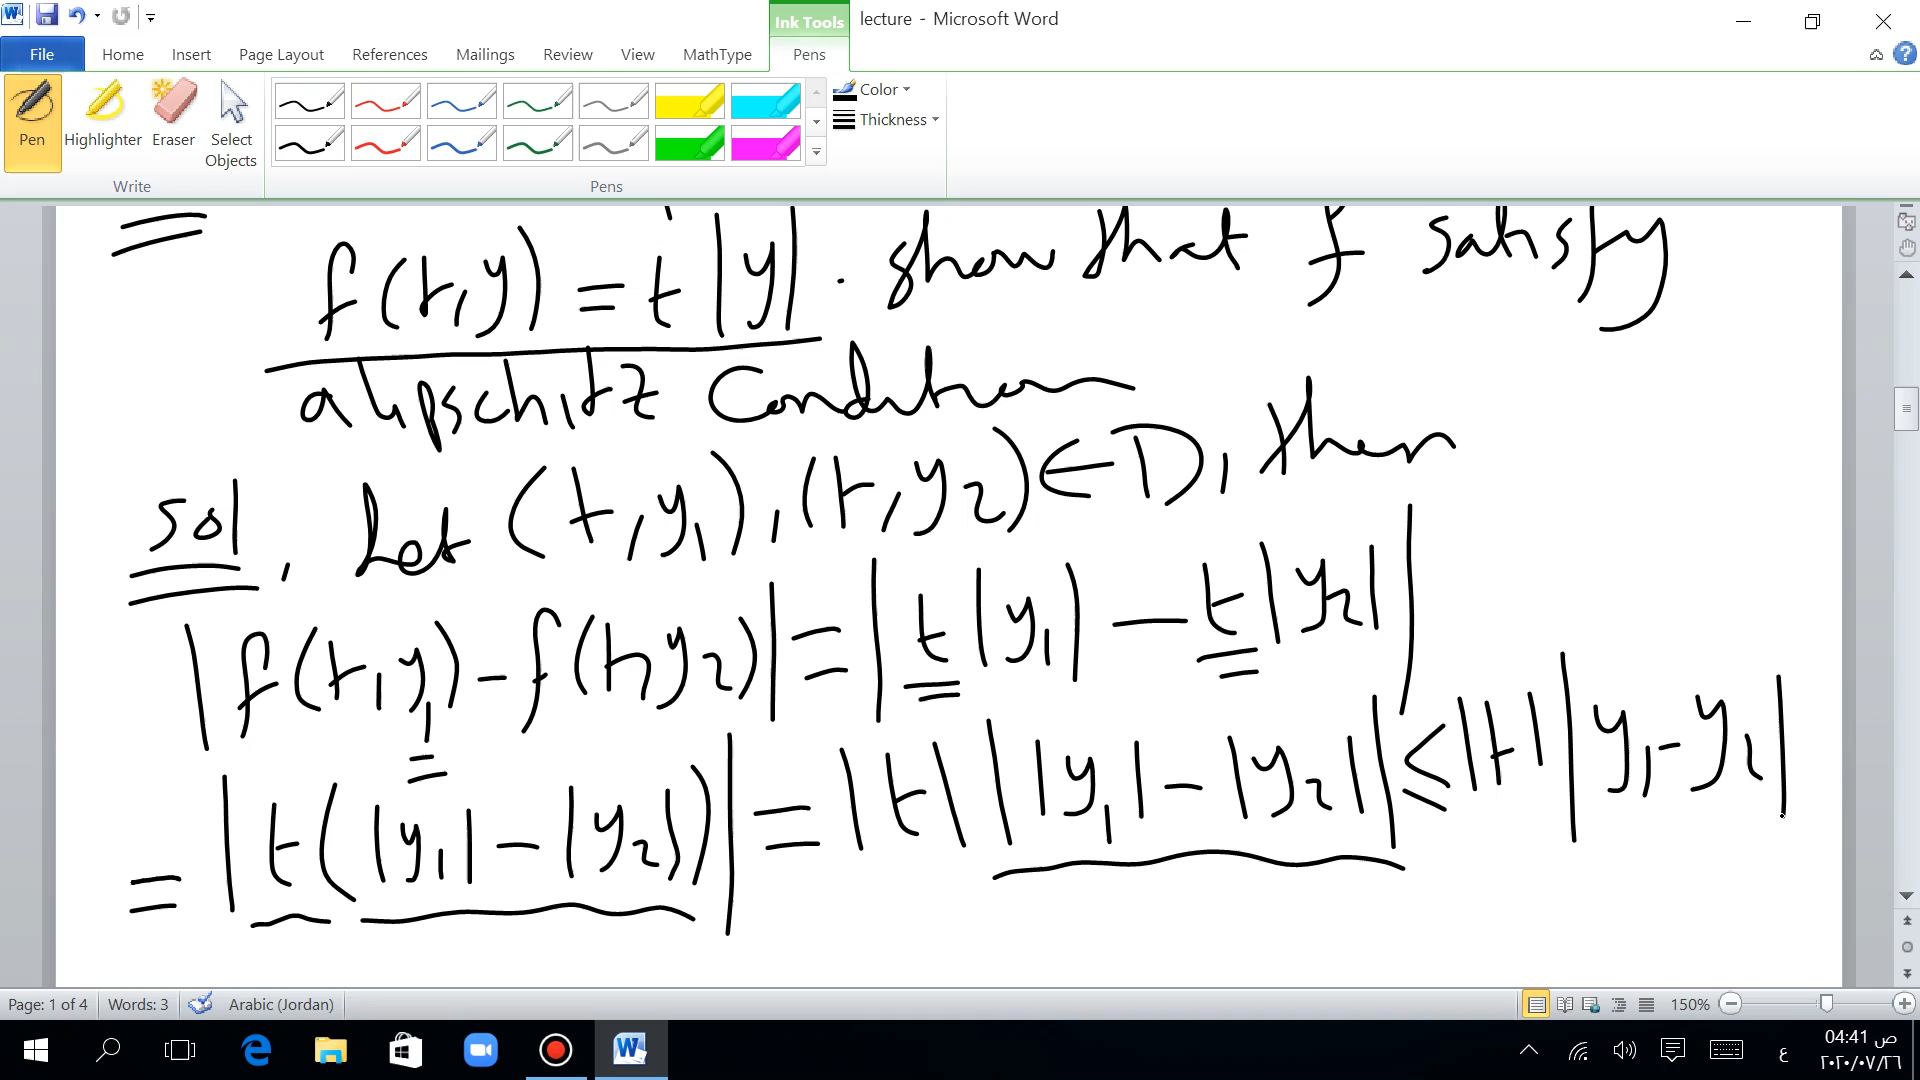 lecture - Microsoft Word
Ink Tools
File Home Insert Page Layout References Mailings Review View MathType Pens
Pen Highlighter Eraser Select Objects
Color
Thickness
Write Pens
f(t,y) = t|y| . show that f satisfy
a lipschitz Condition
sol. Let (t,y₁),(t,y₂) ∈ D, then
|f(t,y₁) - f(t,y₂)| = |t|y₁| - t|y₂||
= |t(|y₁| - |y₂|)| = |t| ||y₁| - |y₂|| ≤ |t| |y₁ - y₂|
Page: 1 of 4 Words: 3 Arabic (Jordan) 150%
ع
04:41 ص
٢٠٢٠/٠٧/٢٦